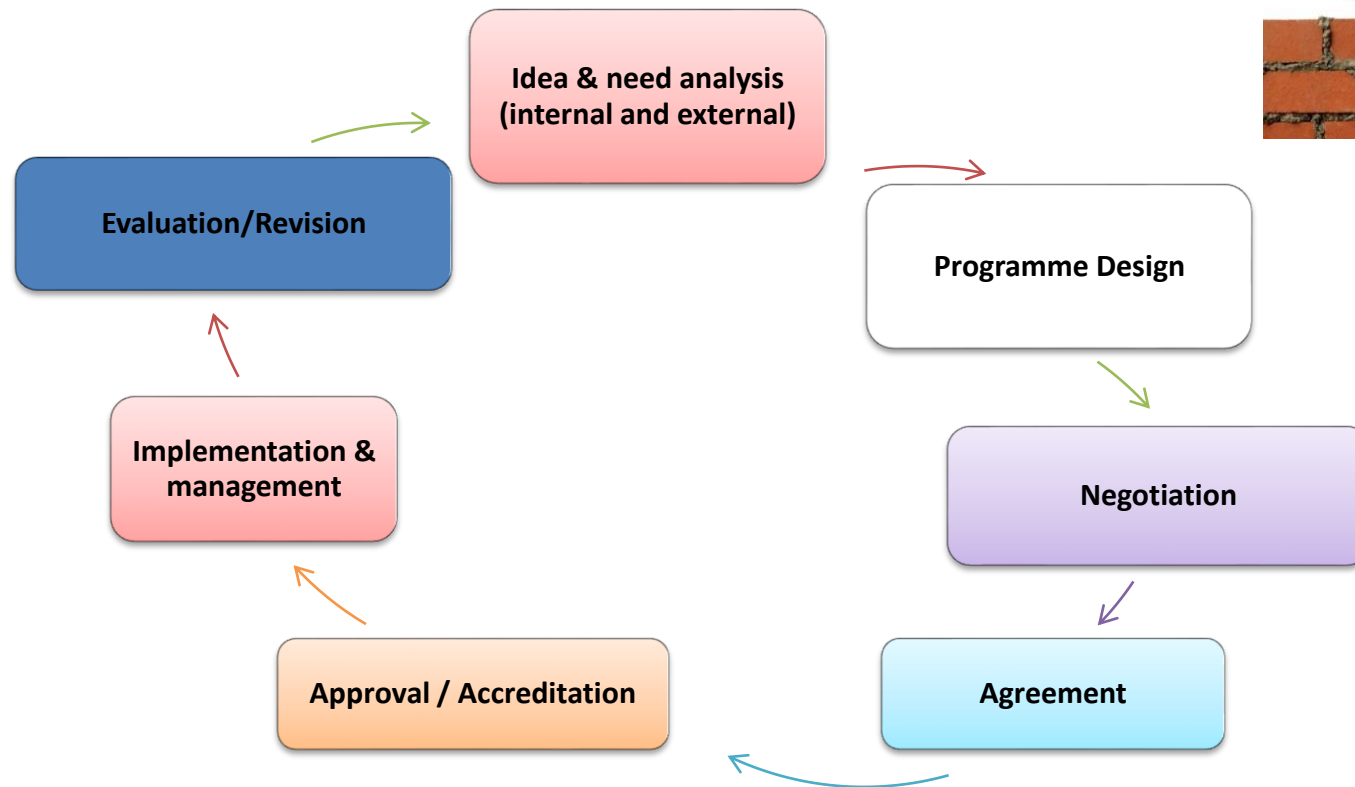 Idea & need analysis
(internal and external)
Evaluation/Revision
Programme Design
Implementation &
management
Negotiation
Approval / Accreditation
Agreement